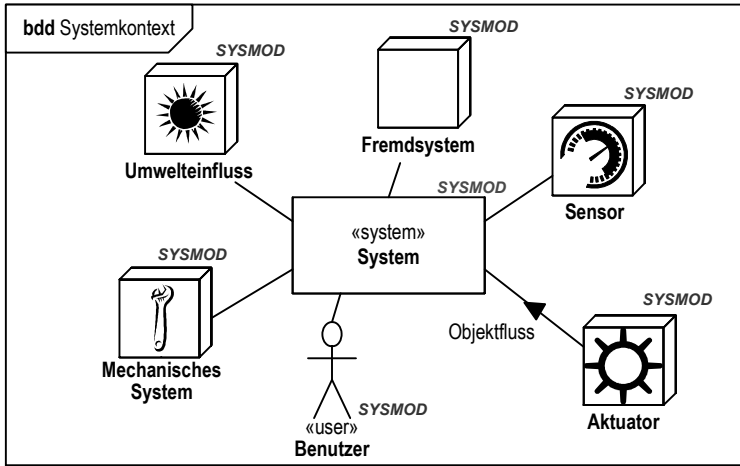 bdd Systemkontext
SYSMOD
Umwelteinfluss
SYSMOD
Fremdsystem
SYSMOD
Sensor
SYSMOD
«system»
System
SYSMOD
Mechanisches
System
Objektfluss
SYSMOD
Aktuator
SYSMOD
«user»
Benutzer